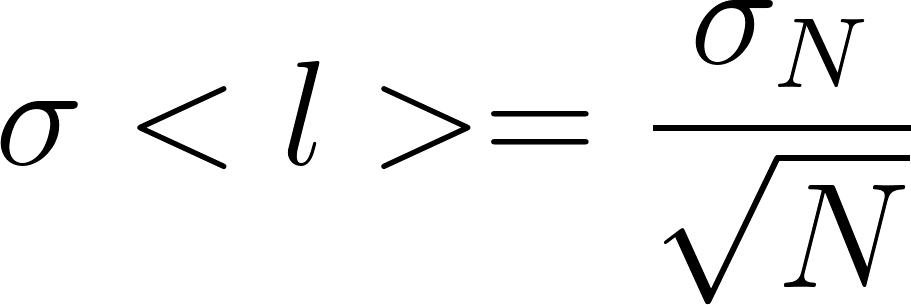 σ < l >= σ_N / √N